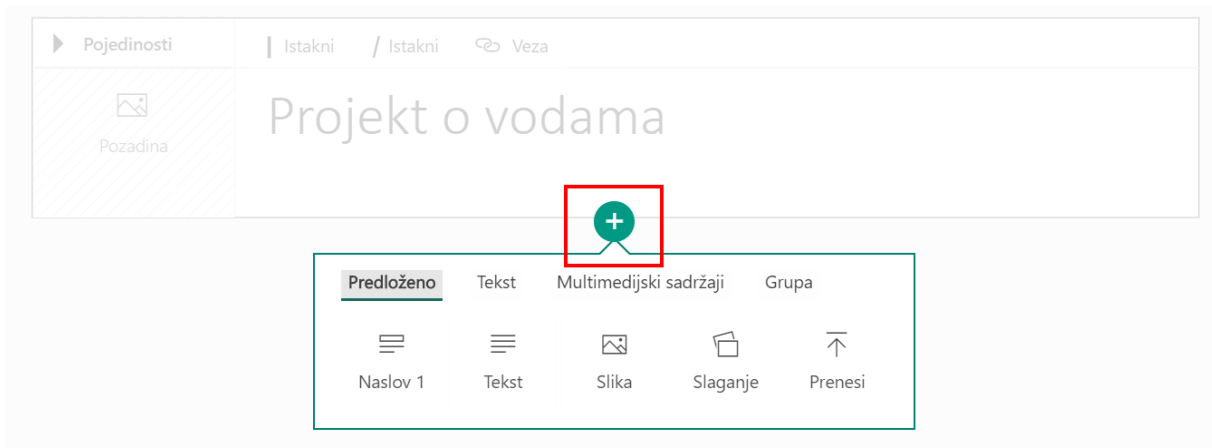 Pojedinosti
Istakni / Istakni Veza
Pozadina
Projekt o vodama
Predloženo Tekst Multimedijski sadržaji Grupa
Naslov 1 Tekst Slika Slaganje Prenesi